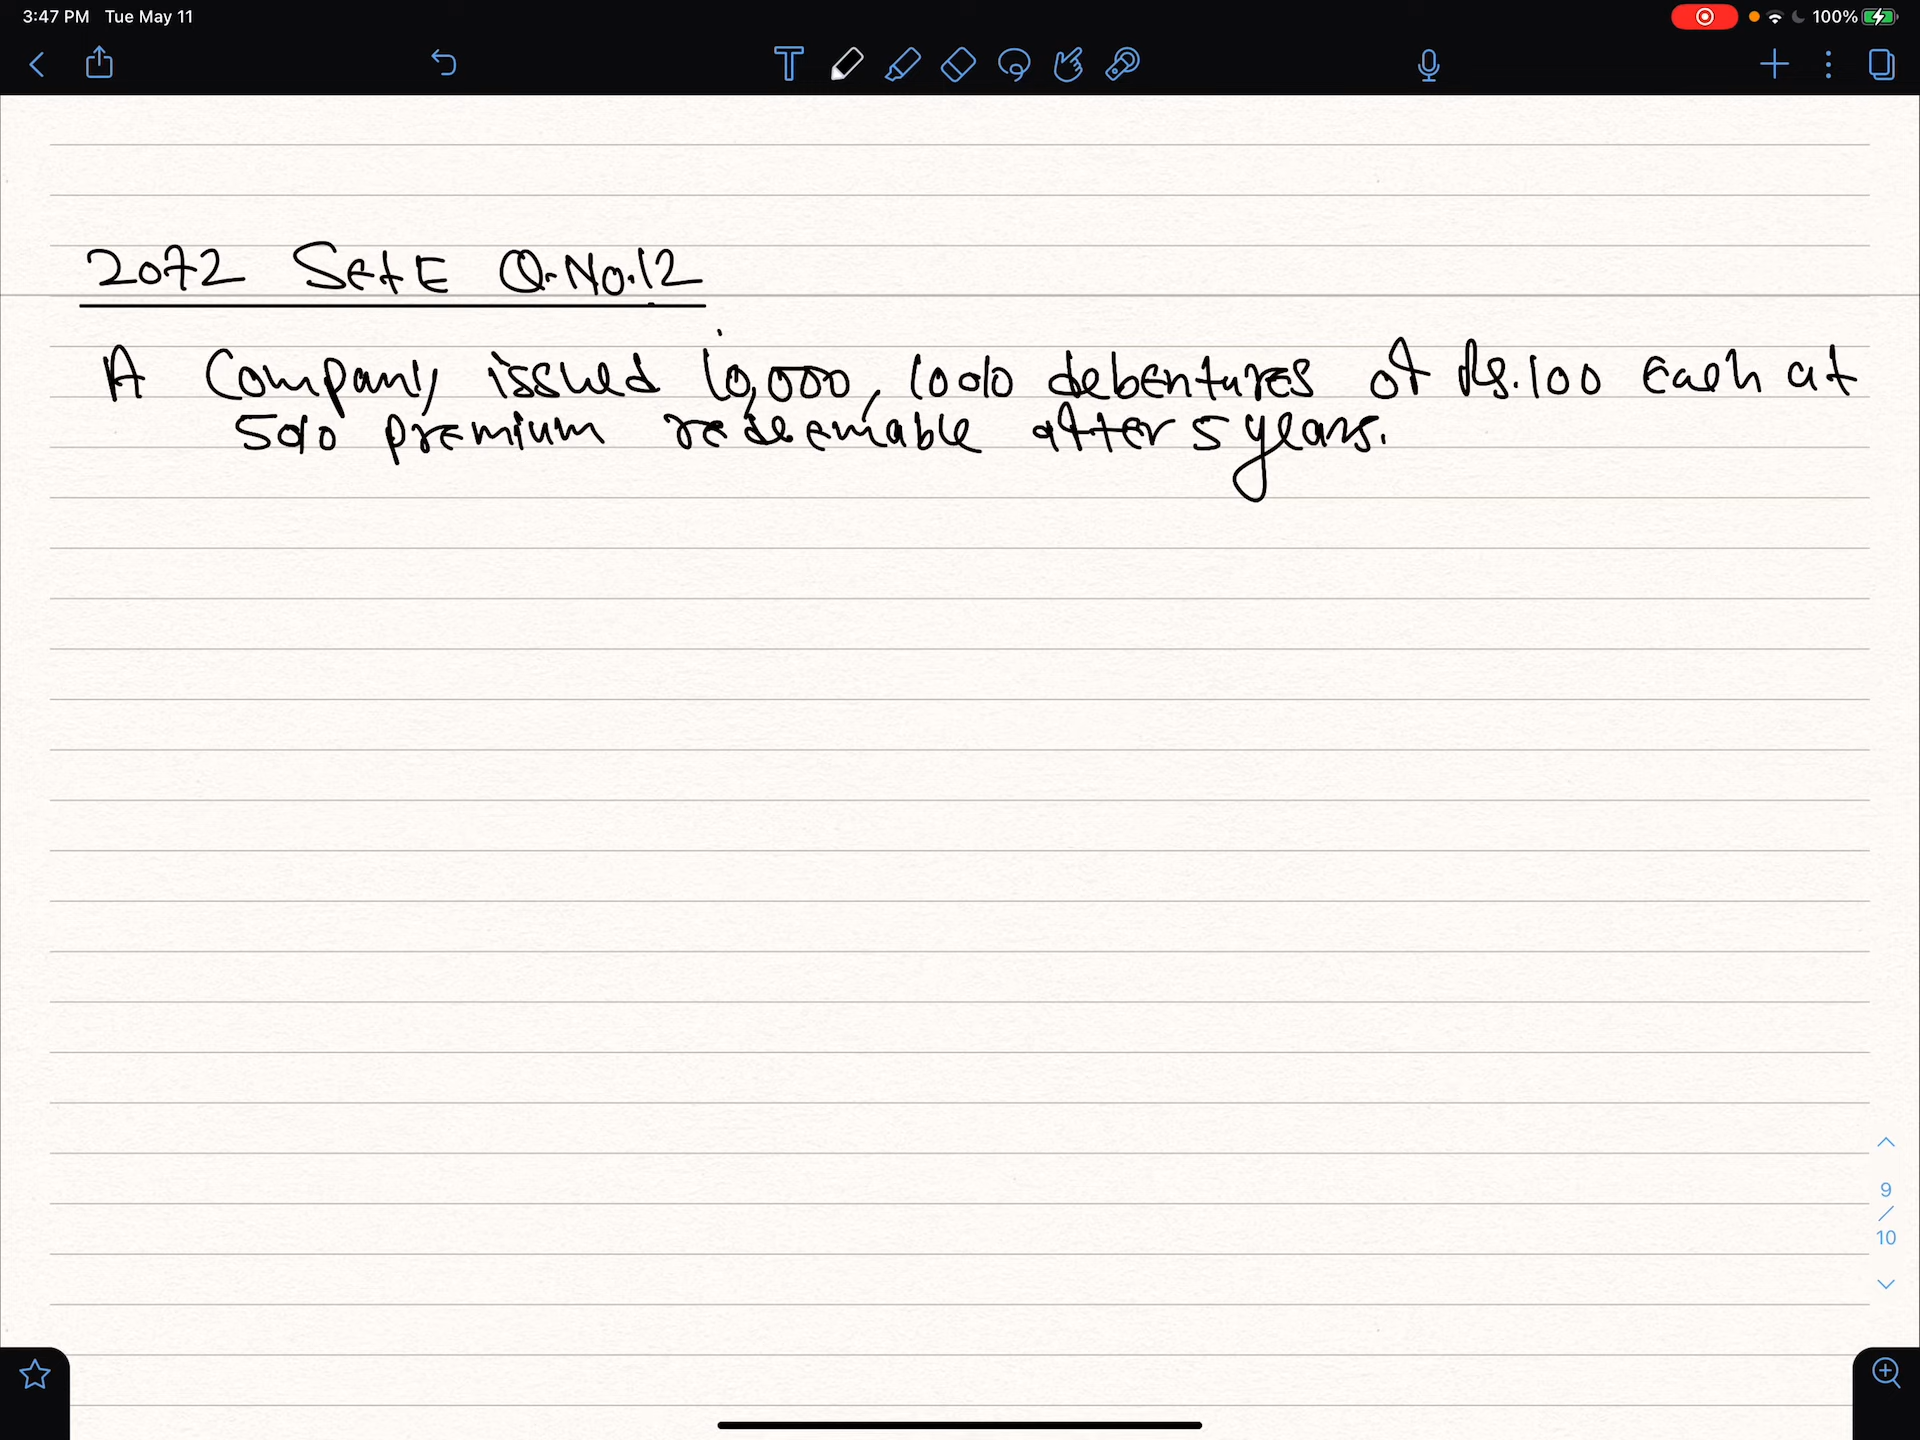 3:47 PM Tue May 11
100%
2072 Set E Q.No.12
A Company issued 10,000, 10% debentures of Rs.100 Each at
5% premium redeemable after 5 years.
9
/
10